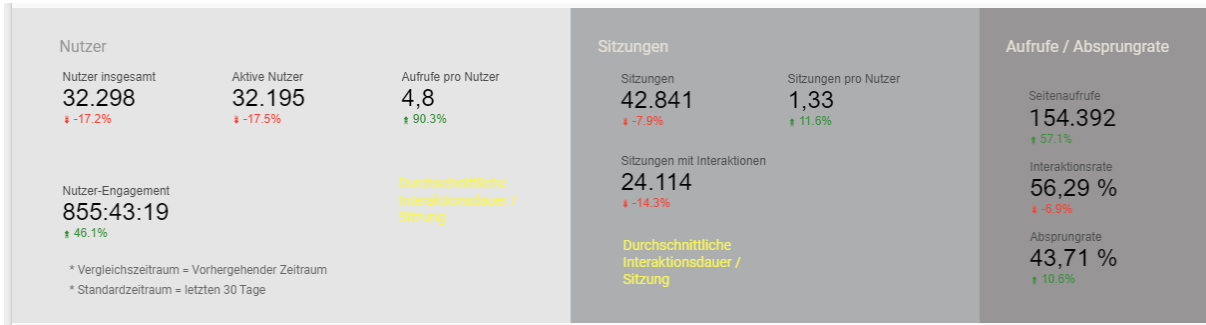 Nutzer
Nutzer insgesamt
32.298
-17.2%
Aktive Nutzer
32.195
-17.5%
Aufrufe pro Nutzer
4,8
90.3%
Nutzer-Engagement
855:43:19
46.1%
Durchschnittliche
Interaktionsdauer /
Sitzung
* Vergleichszeitraum = Vorhergehender Zeitraum
* Standardzeitraum = letzten 30 Tage
Sitzungen
Sitzungen
42.841
-7.9%
Sitzungen pro Nutzer
1,33
11.6%
Sitzungen mit Interaktionen
24.114
-14.3%
Durchschnittliche
Interaktionsdauer /
Sitzung
Aufrufe / Absprungrate
Seitenaufrufe
154.392
57.1%
Interaktionsrate
56,29 %
-6.9%
Absprungrate
43,71 %
10.6%